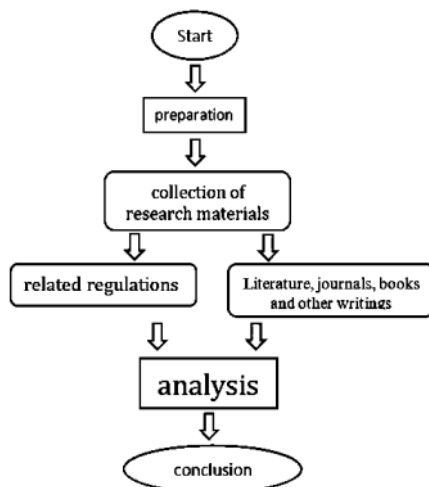 Start
preparation
collection of
research materials
related regulations
Literature, journals, books
and other writings
analysis
conclusion